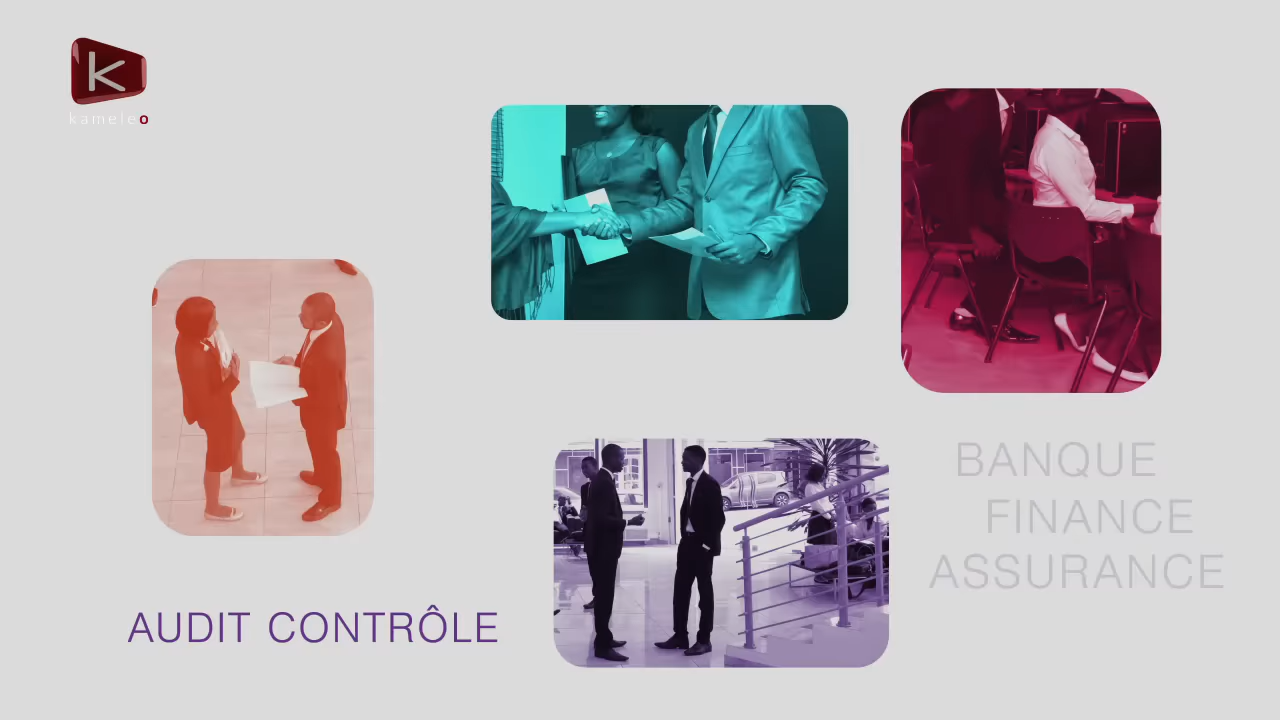 K
kameleo
BANQUE
FINANCE
ASSURANCE
AUDIT CONTRÔLE